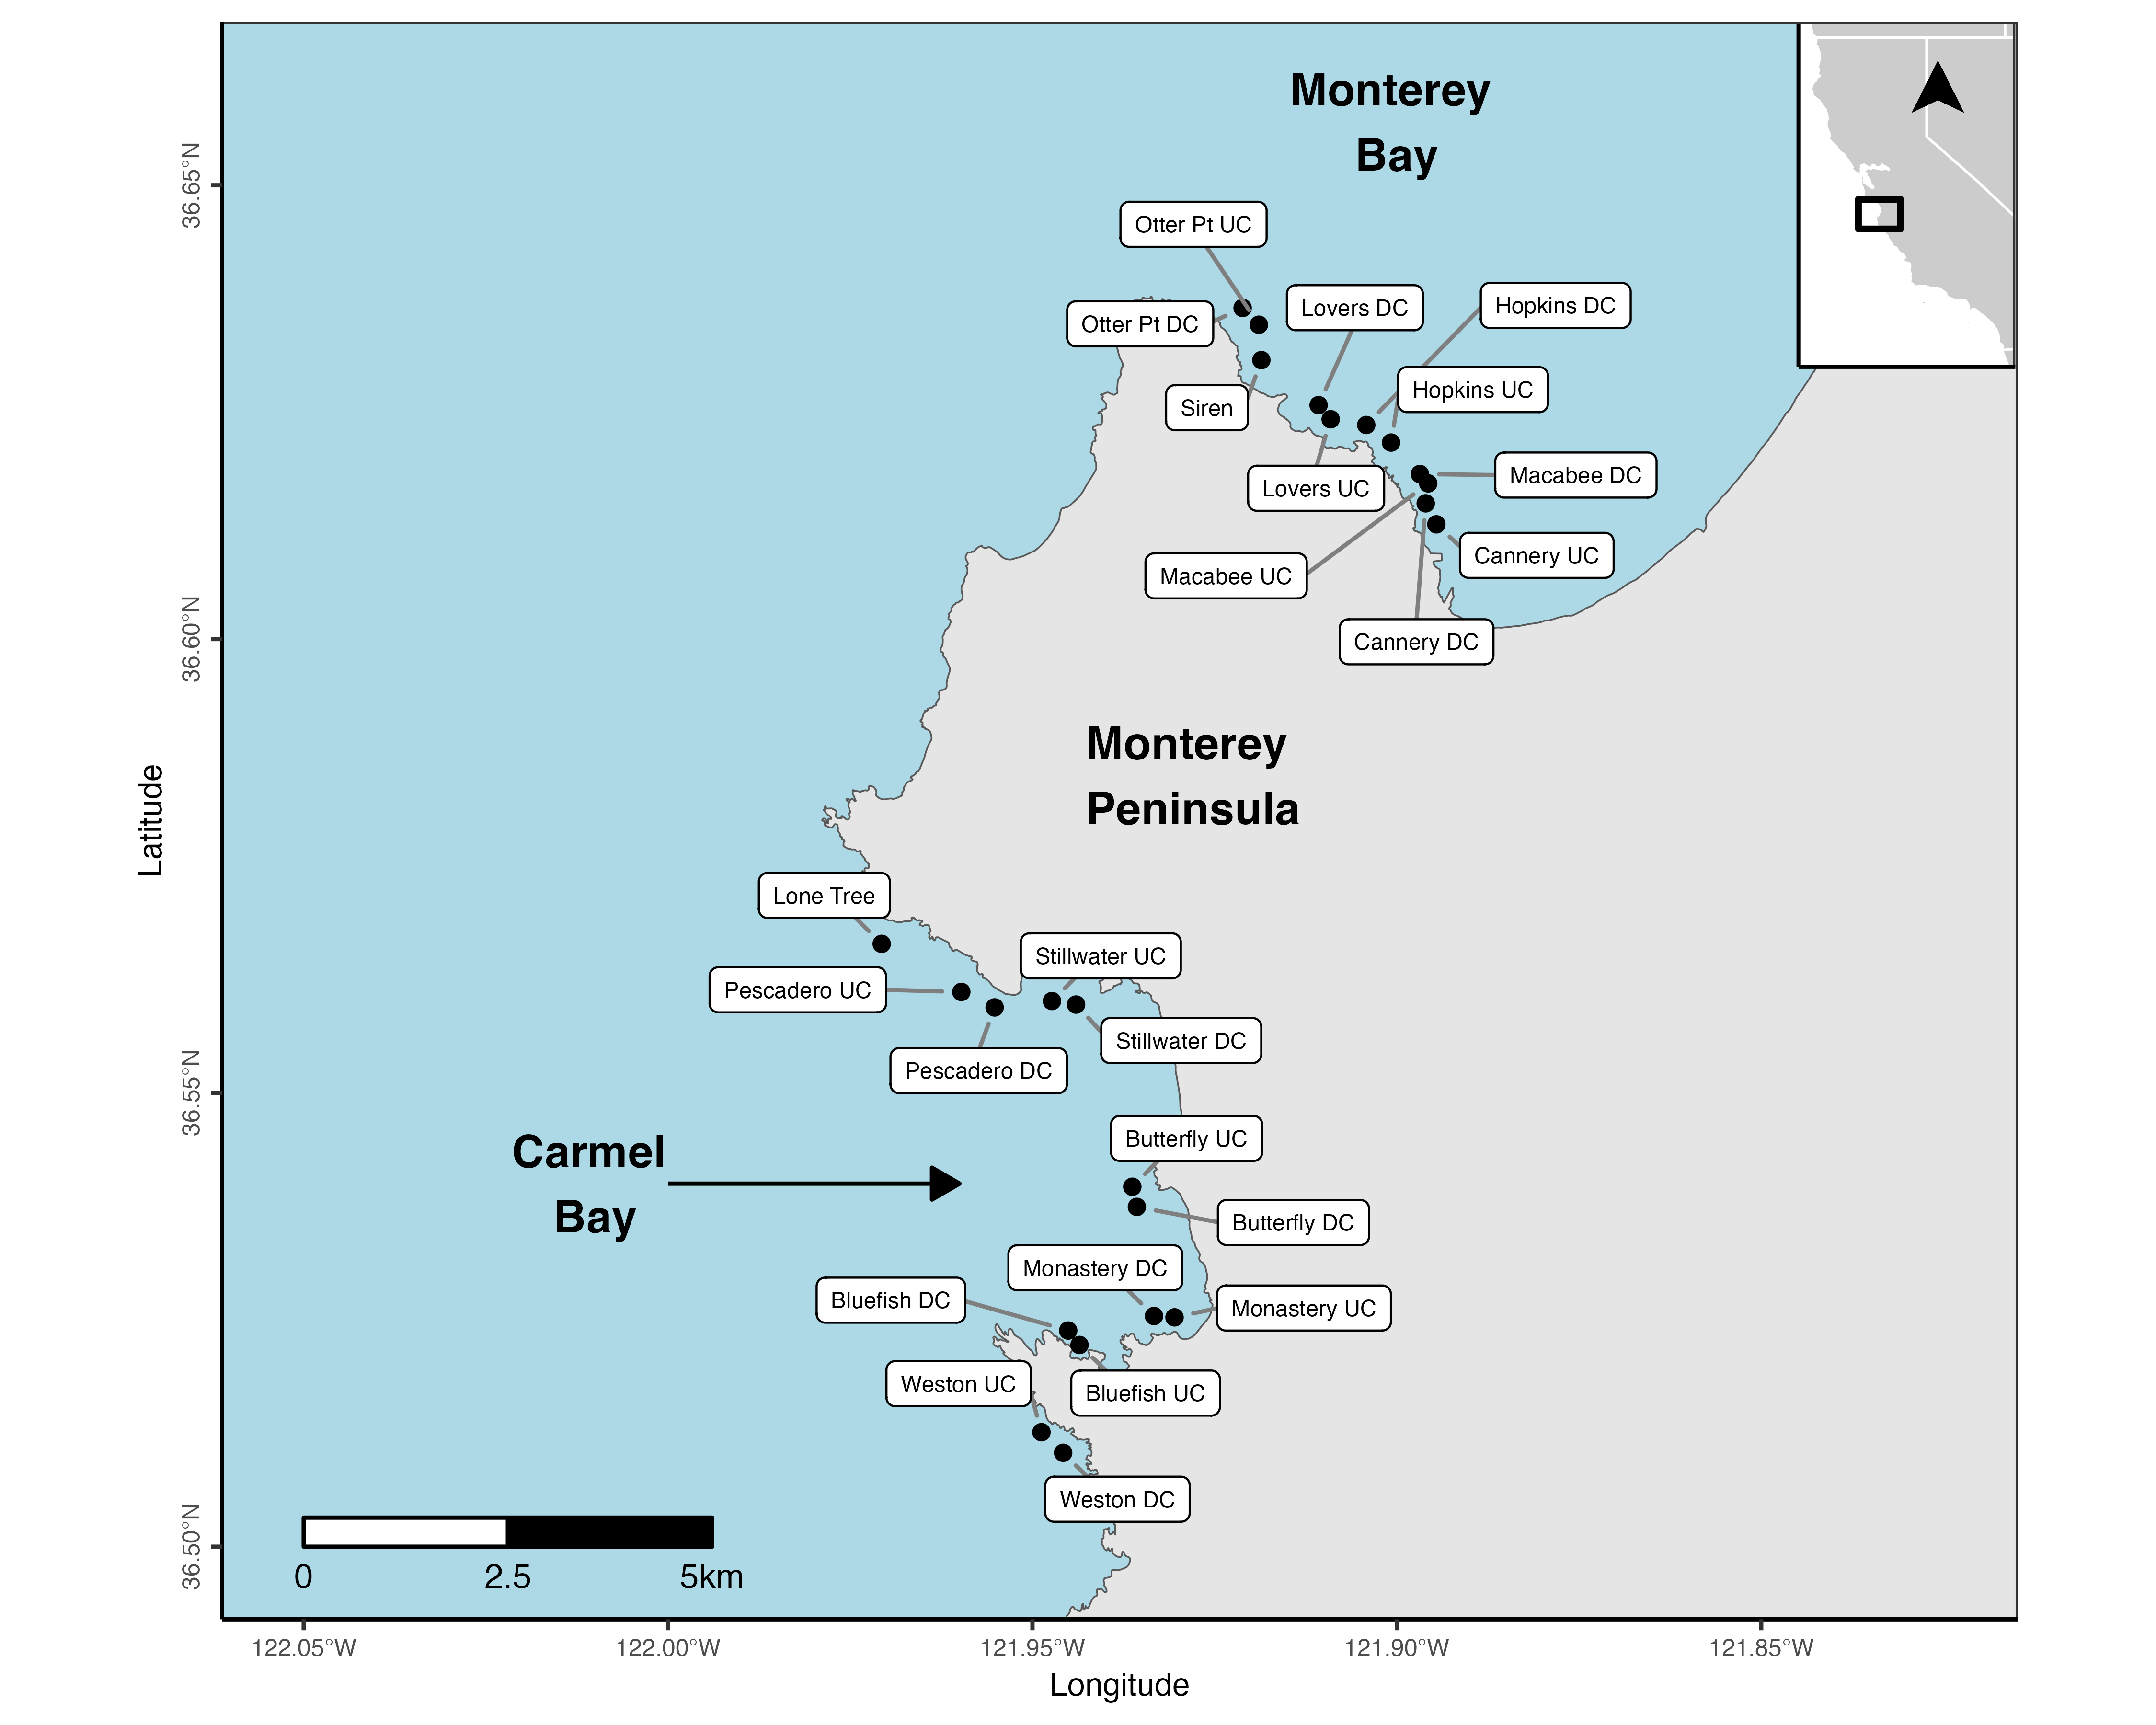 Monterey
Bay
36.65°N
Otter Pt UC
Lovers DC
Hopkins DC
Otter Pt DC
Hopkins UC
Siren
Macabee DC
Lovers UC
Cannery UC
Macabee UC
36.60°N
Cannery DC
Monterey
Peninsula
Latitude
Lone Tree
Stillwater UC
Pescadero UC
Stillwater DC
Pescadero DC
36.55°N
Butterfly UC
Carmel
Bay
Butterfly DC
Monastery DC
Bluefish DC
Monastery UC
Weston UC
Bluefish UC
Weston DC
36.50°N
0 2.5 5km
122.05°W 122.00°W 121.95°W 121.90°W 121.85°W
Longitude